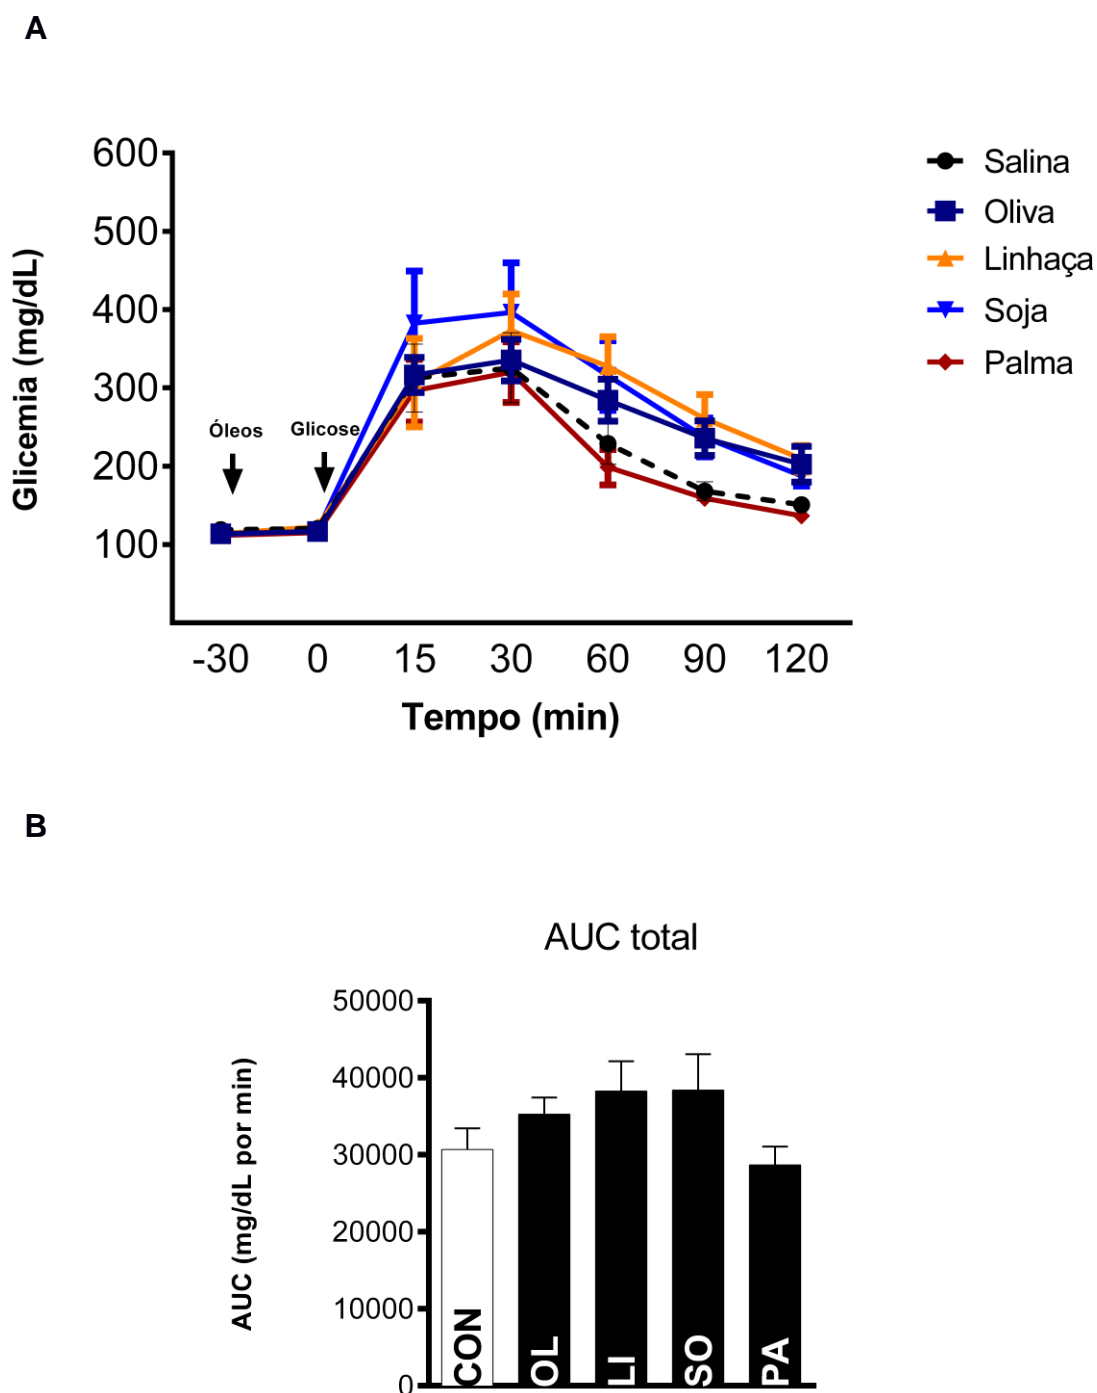 A
600
500
400
300
200
100
Glicemia (mg/dL)
Óleos
Glicose
-30 0 15 30 60 90 120
Tempo (min)
Salina
Oliva
Linhaça
Soja
Palma
B
AUC total
50000
40000
30000
20000
10000
0
AUC (mg/dL por min)
CON
OL
LI
SO
PA